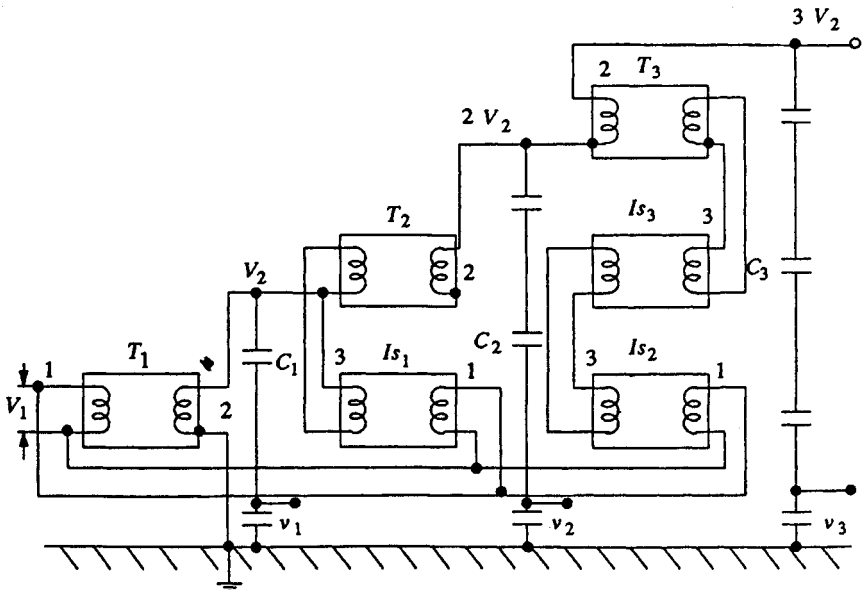 3 V₂
2 T₃
2 V₂
Is₃ 3
T₂
C₃
V₂ 2
C₂
T₁ C₁ 3 Is₁ 1 3 Is₂ 1
1
V₁ 2
v₁ v₂ v₃